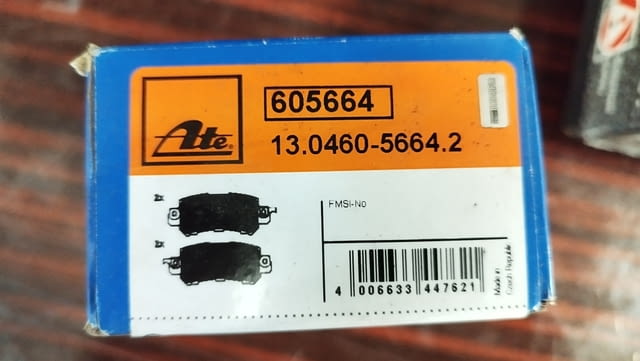 Ate
605664
13.0460-5664.2
FMSI-No
4 006633 447621
Made in
Czech Republic